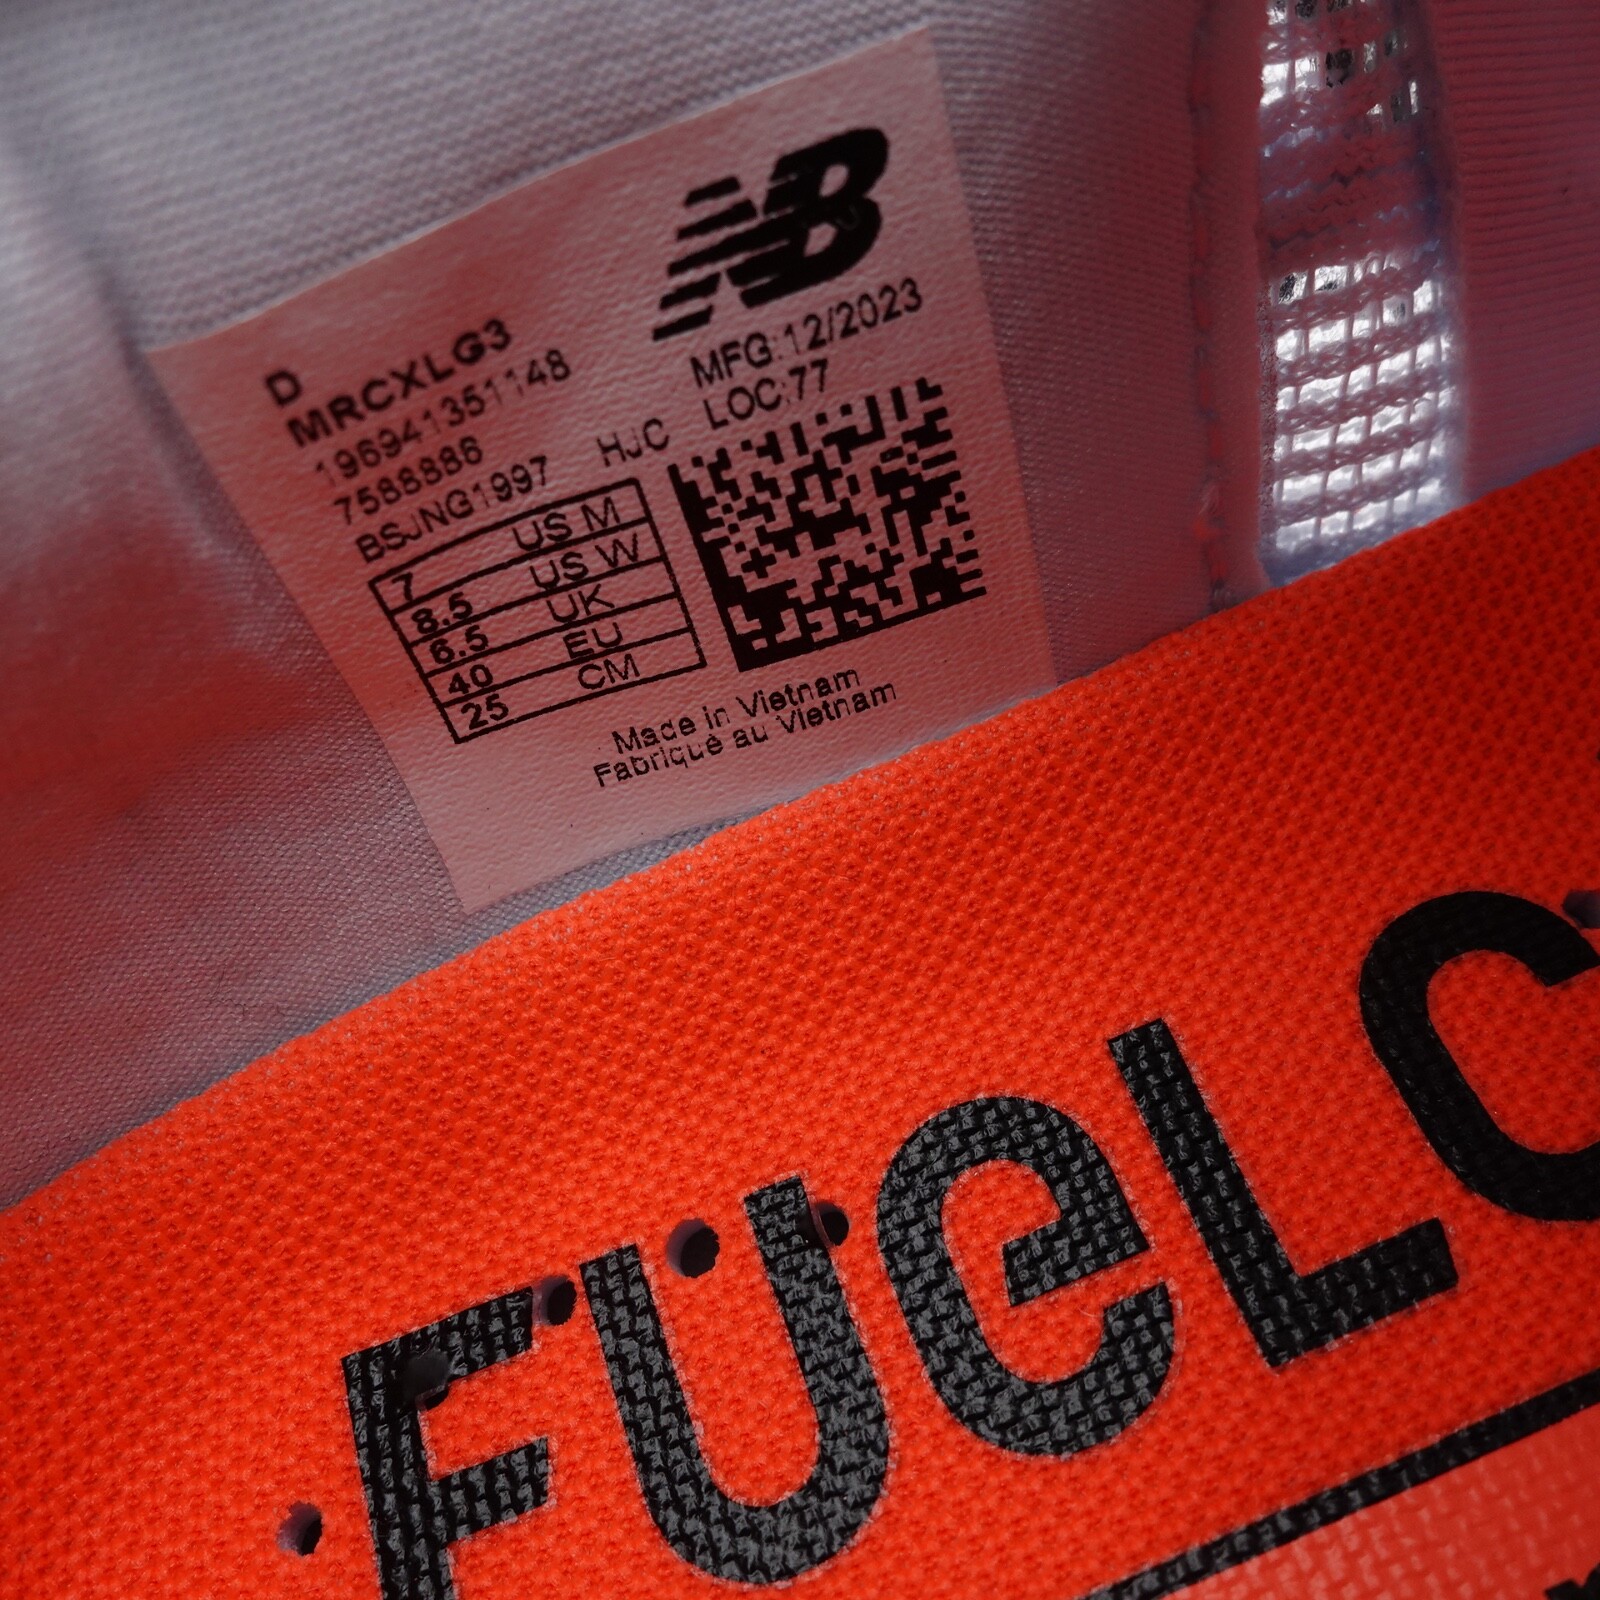 NB
D
MRCXLG3
196941351148
7588886
BSJNG1997 HJC
MFG:12/2023
LOC:77
7 US M
8.5 US W
6.5 UK
40 EU
25 CM
Made in Vietnam
Fabriqué au Vietnam
FUeLC